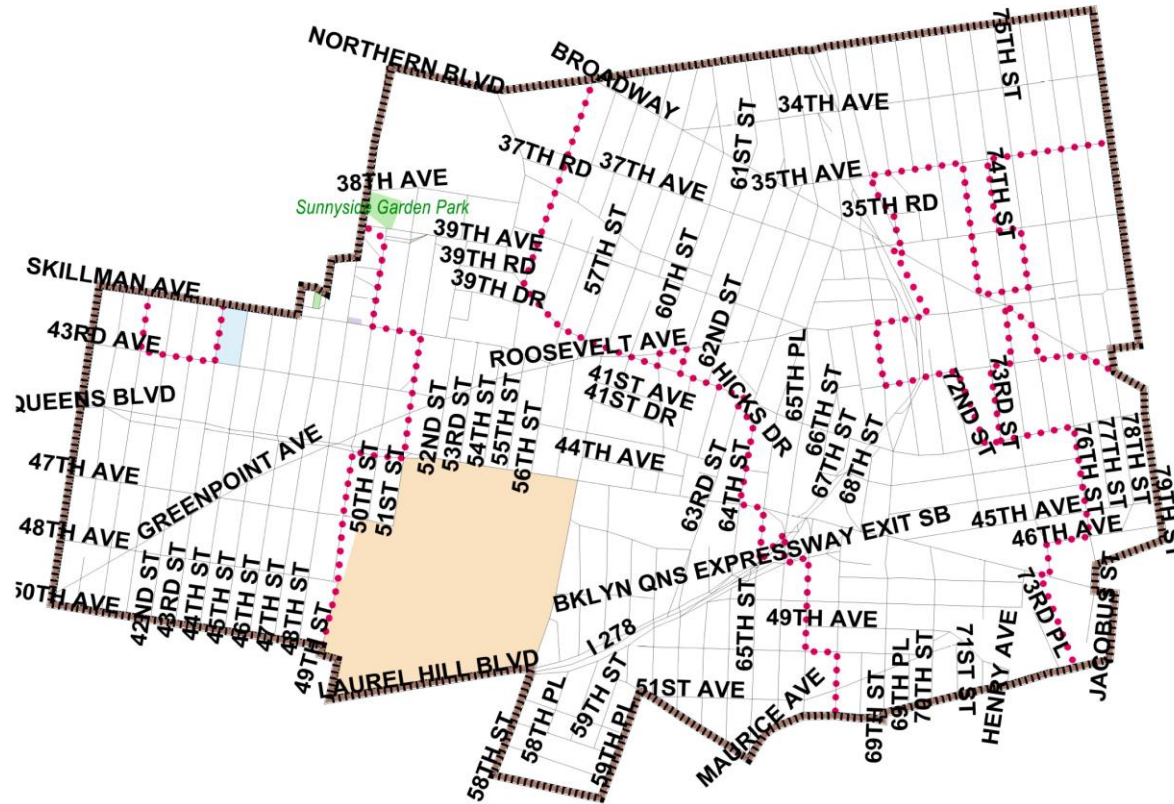 NORTHERN BLVD
BROADWAY
75TH ST
34TH AVE
61ST ST
37TH RD
37TH AVE
35TH AVE
74TH ST
38TH AVE
Sunnyside Garden Park
35TH RD
39TH AVE
39TH RD
39TH DR
57TH ST
60TH ST
SKILLMAN AVE
62ND ST
43RD AVE
ROOSEVELT AVE
HICKS DR
65TH PL
41ST AVE
41ST DR
QUEENS BLVD
52ND ST
53RD ST
54TH ST
55TH ST
56TH ST
66TH ST
67TH ST
68TH ST
72ND ST
73RD ST
76TH ST
77TH ST
78TH ST
79TH ST
GREENPOINT AVE
44TH AVE
47TH AVE
50TH ST
51ST ST
63RD ST
64TH ST
48TH AVE
45TH AVE
46TH AVE
BKLYN QNS EXPRESSWAY EXIT SB
50TH AVE
42ND ST
43RD ST
44TH ST
45TH ST
46TH ST
47TH ST
48TH ST
49TH ST
65TH ST
49TH AVE
73RD PL
JACOBUS ST
LAUREL HILL BLVD
I 278
51ST AVE
MAURICE AVE
58TH ST
58TH PL
59TH ST
59TH PL
69TH ST
69TH PL
70TH ST
71ST ST
HENRY AVE